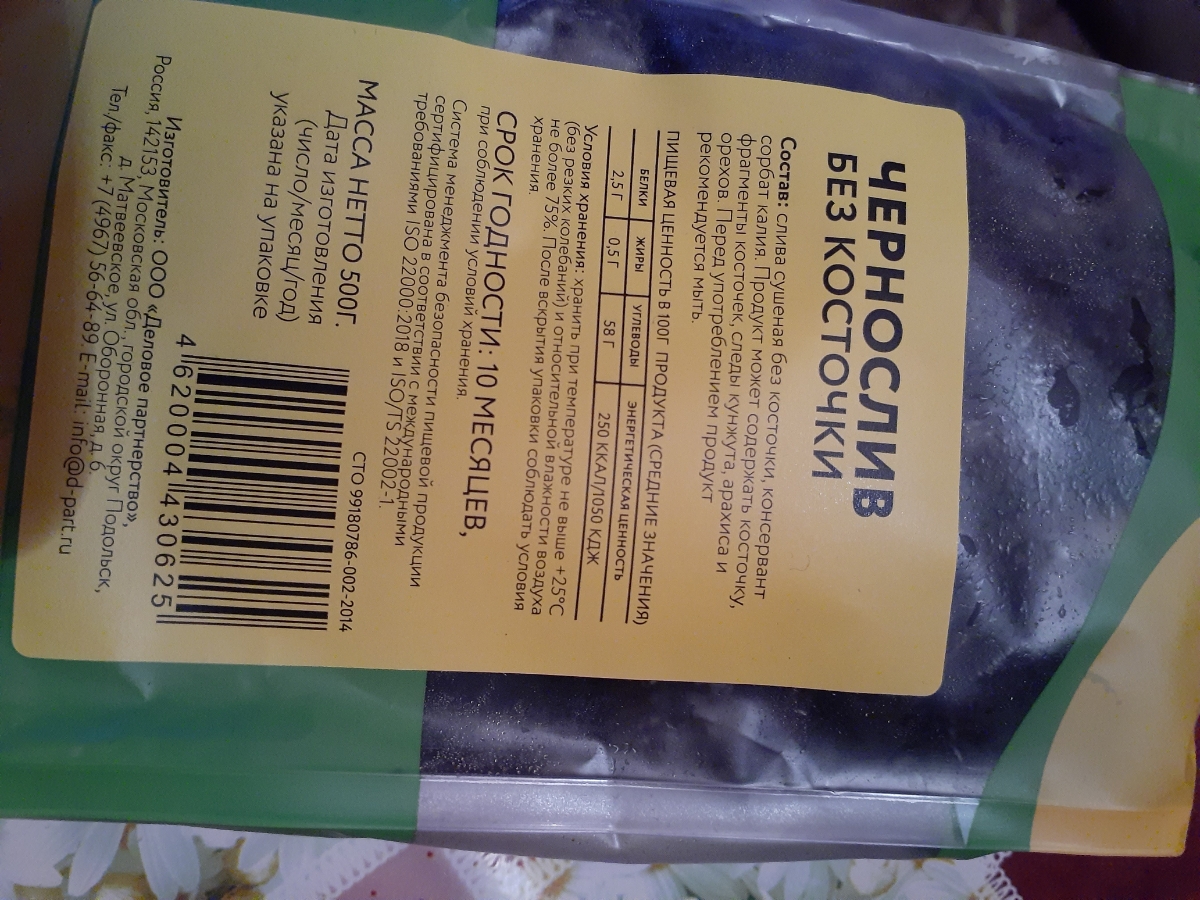 ЧЕРНОСЛИВ
БЕЗ КОСТОЧКИ
Состав: слива сушеная без косточки, консервант
сорбат калия. Продукт может содержать косточку,
фрагменты косточек, следы кунжута, арахиса и
орехов. Перед употреблением продукт
рекомендуется мыть.
ПИЩЕВАЯ ЦЕННОСТЬ В 100Г ПРОДУКТА (СРЕДНИЕ ЗНАЧЕНИЯ)
БЕЛКИ ЖИРЫ УГЛЕВОДЫ ЭНЕРГЕТИЧЕСКАЯ ЦЕННОСТЬ
2,5 Г 0,5 Г 58 Г 250 ККАЛ/1050 КДЖ
Условия хранения: хранить при температуре не выше +25°С
(без резких колебаний) и относительной влажности воздуха
не более 75%. После вскрытия упаковки соблюдать условия
хранения.
СРОК ГОДНОСТИ: 10 МЕСЯЦЕВ,
при соблюдении условий хранения.
Система менеджмента безопасности пищевой продукции
сертифицирована в соответствии с международными
требованиями ISO 22000:2018 и ISO/TS 22002-1.
МАССА НЕТТО 500г.
Дата изготовления
(число/месяц/год)
указана на упаковке
СТО 99180786-002-2014
4 620004 430625
Изготовитель: ООО «Деловое партнерство»,
Россия, 142153, Московская обл., городской округ Подольск,
д. Матвеевское, ул. Оборонная, д. 6.
Тел/факс: +7 (4967) 56-64-89. E-mail: info@d-part.ru